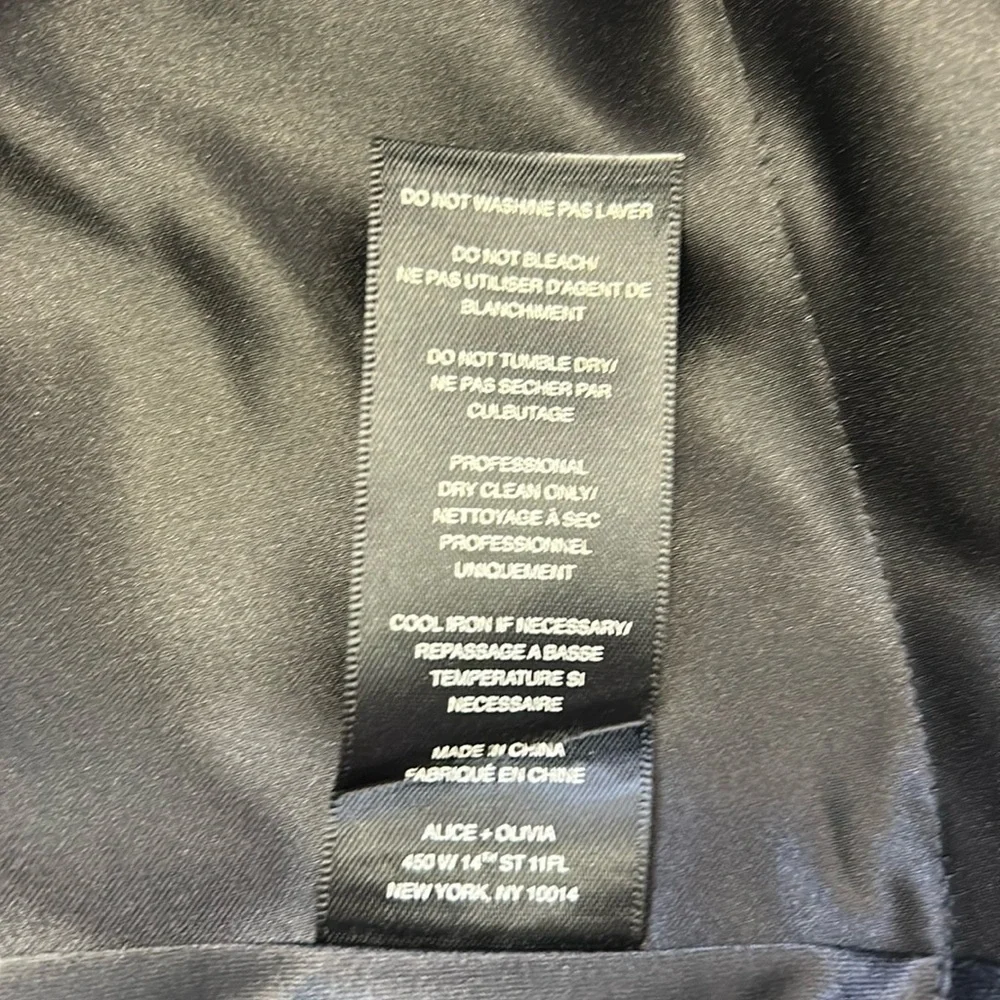 DO NOT WASH/NE PAS LAVER
DO NOT BLEACH/
NE PAS UTILISER D'AGENT DE
BLANCHIMENT
DO NOT TUMBLE DRY/
NE PAS SECHER PAR
CULBUTAGE
PROFESSIONAL
DRY CLEAN ONLY/
NETTOYAGE À SEC
PROFESSIONNEL
UNIQUEMENT
COOL IRON IF NECESSARY/
REPASSAGE A BASSE
TEMPERATURE SI
NECESSAIRE
MADE IN CHINA
FABRIQUÉ EN CHINE
ALICE + OLIVIA
450 W 14TH ST 11FL
NEW YORK, NY 10014